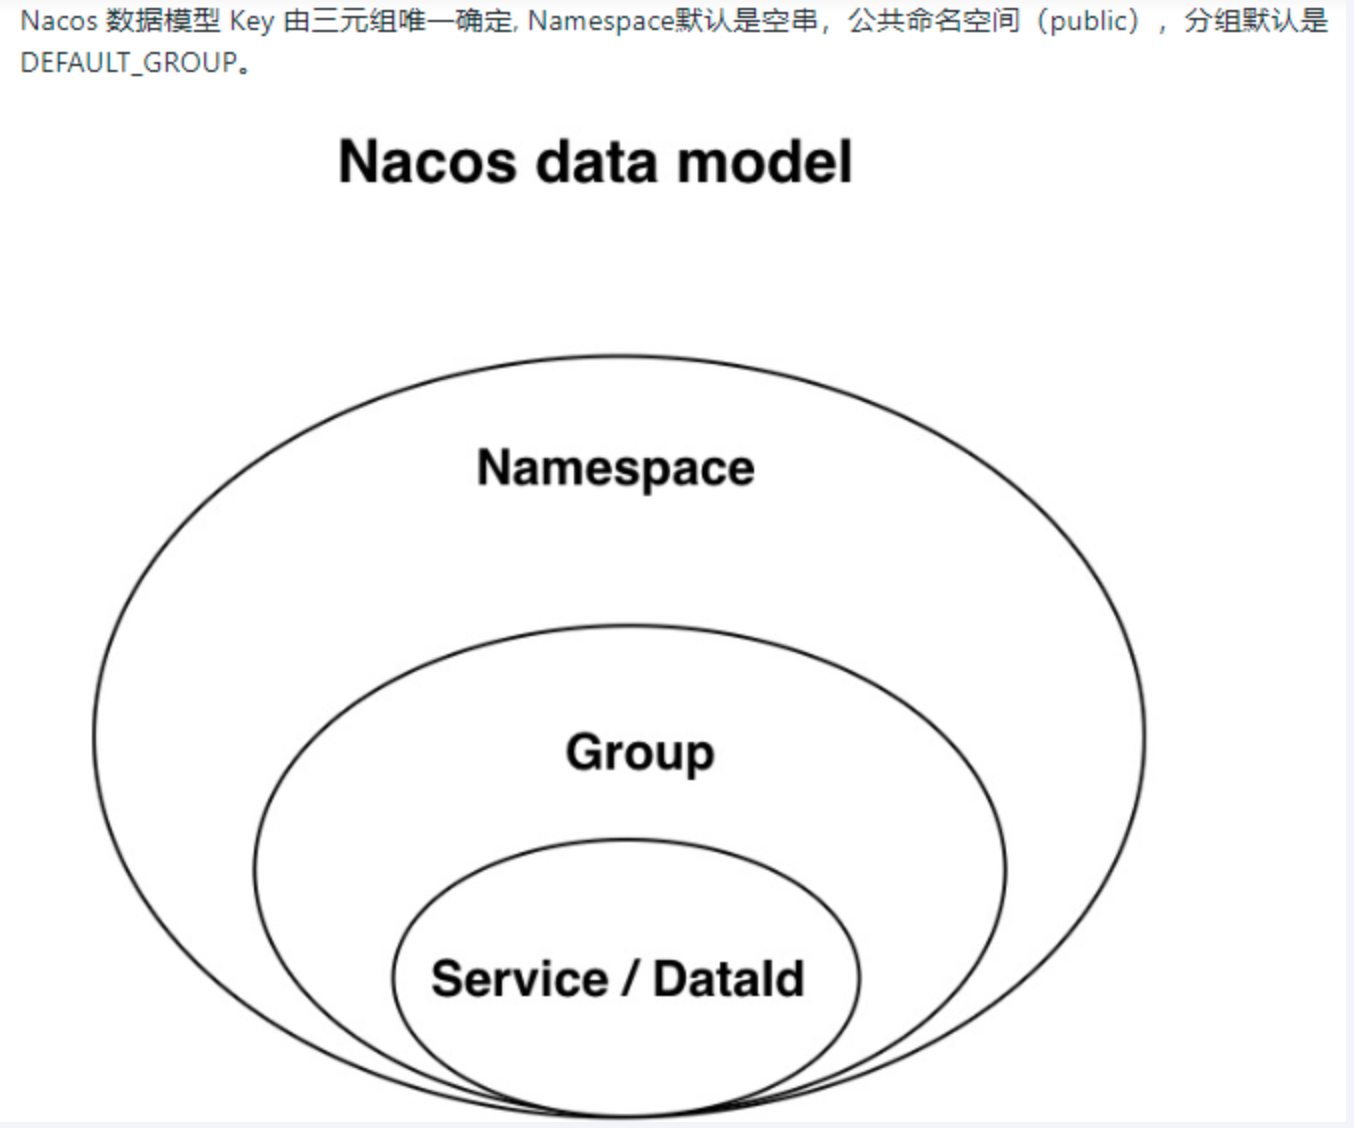 Nacos 数据模型 Key 由三元组唯一确定, Namespace默认是空串，公共命名空间（public），分组默认是
DEFAULT_GROUP。
Nacos data model
Namespace
Group
Service / DataId